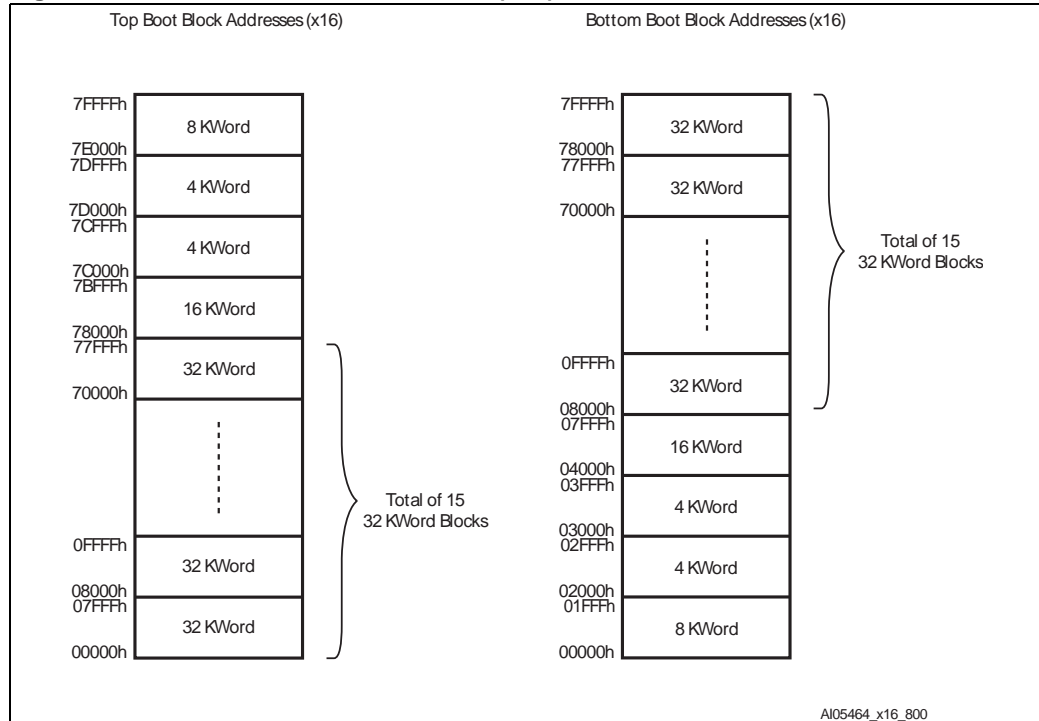 Top Boot Block Addresses (x16)
7FFFFh
8 KWord
7E000h
7DFFFh
4 KWord
7D000h
7CFFFh
4 KWord
7C000h
7BFFFh
16 KWord
78000h
77FFFh
32 KWord
70000h
Total of 15
32 KWord Blocks
0FFFFh
32 KWord
08000h
07FFFh
32 KWord
00000h
Bottom Boot Block Addresses (x16)
7FFFFh
32 KWord
78000h
77FFFh
32 KWord
70000h
Total of 15
32 KWord Blocks
0FFFFh
32 KWord
08000h
07FFFh
16 KWord
04000h
03FFFh
4 KWord
03000h
02FFFh
4 KWord
02000h
01FFFh
8 KWord
00000h
AI05464_x16_800